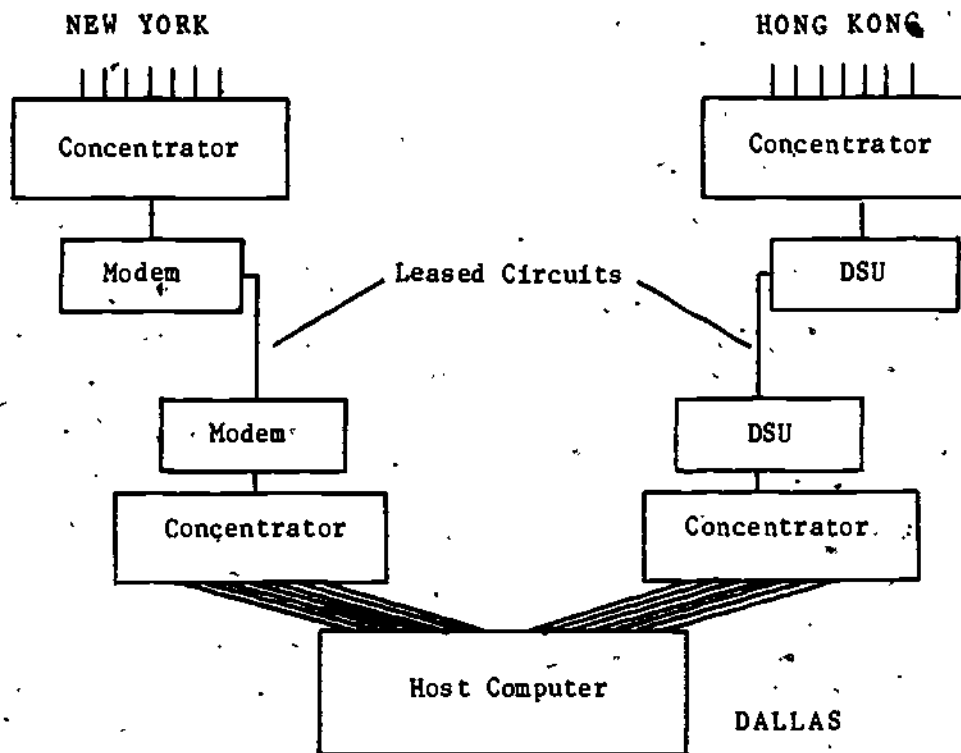 NEW YORK
HONG KONG
Concentrator
Concentrator
Modem
Leased Circuits
DSU
Modem
DSU
Concentrator
Concentrator
Host Computer
DALLAS